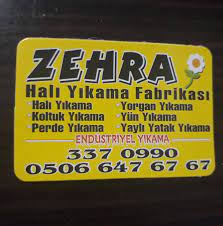 ZEHRA
Halı Yıkama Fabrikası
·Halı Yıkama ·Yorgan Yıkama
·Koltuk Yıkama ·Yün Yıkama
·Perde Yıkama ·Yaylı Yatak Yıkama
ENDUSTRİYEL YIKAMA
337 0990
0506 647 67 67